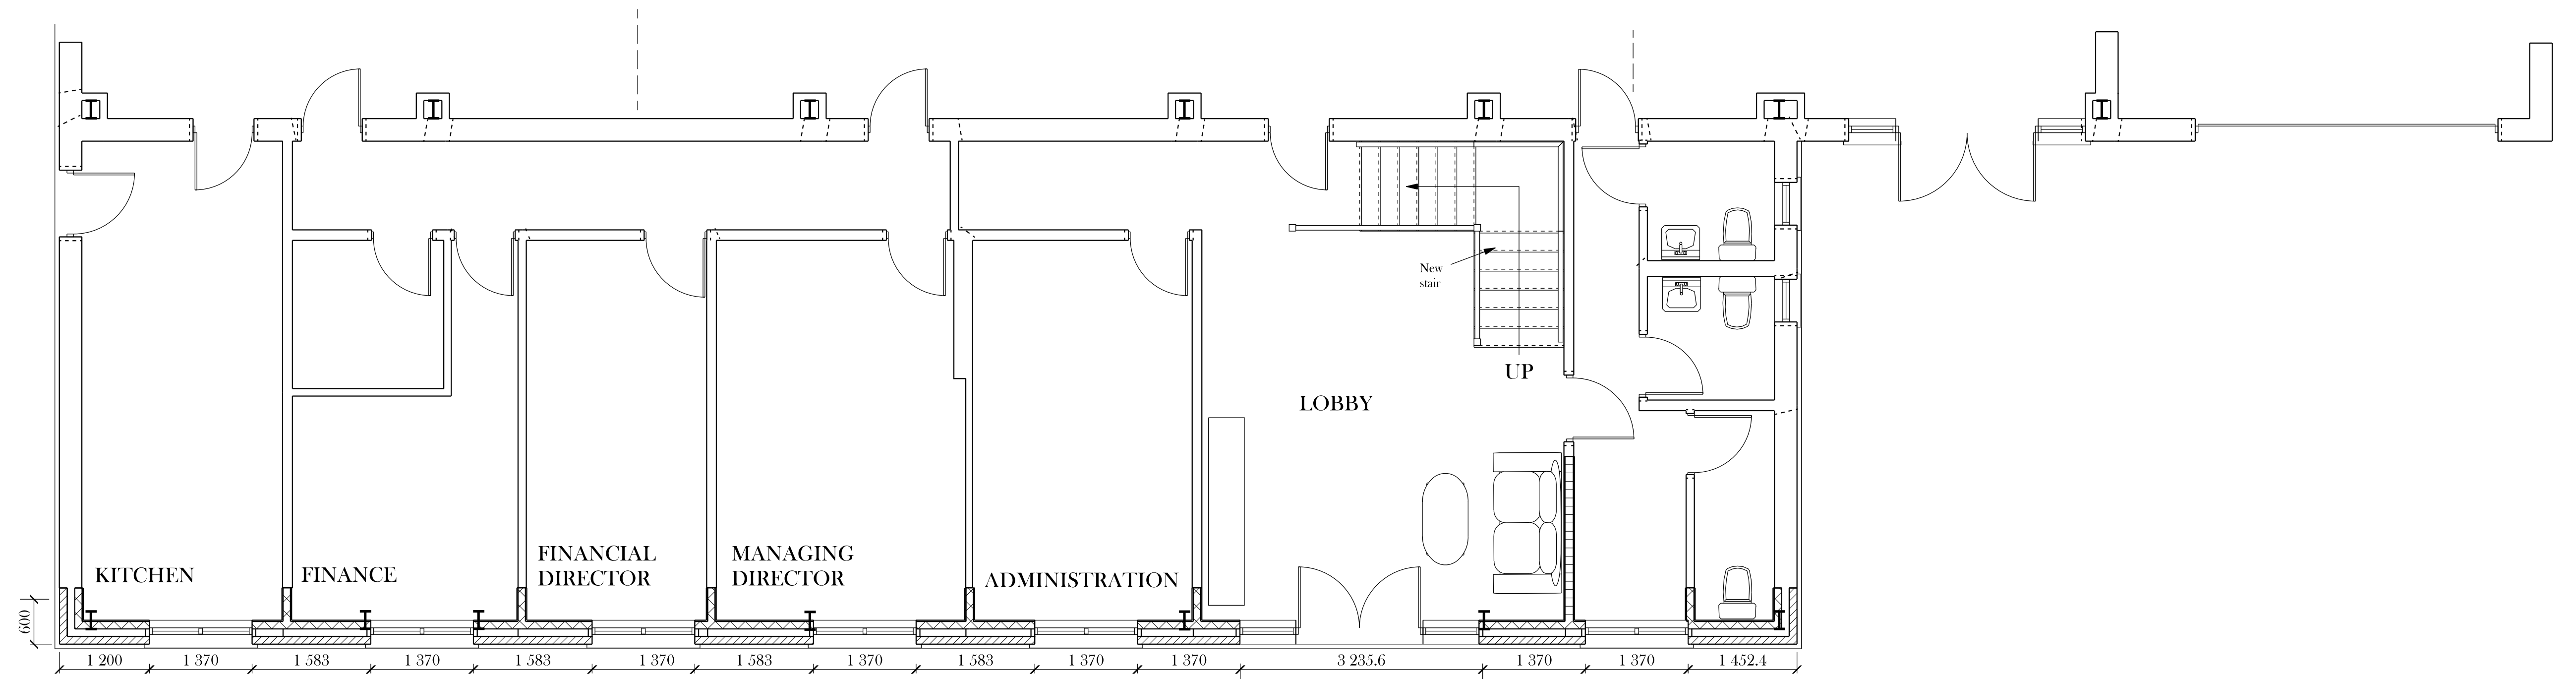 New
stair
UP
LOBBY
FINANCIAL
DIRECTOR
MANAGING
DIRECTOR
KITCHEN
FINANCE
ADMINISTRATION
600
1 200
1 370
1 583
1 370
1 583
1 370
1 583
1 370
1 583
1 370
1 370
3 235.6
1 370
1 370
1 452.4